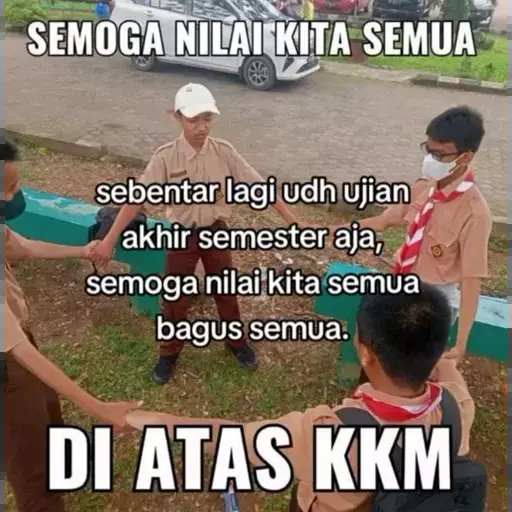 SEMOGA NILAI KITA SEMUA
sebentar lagi udh ujian
akhir semester aja,
semoga nilai kita semua
bagus semua.
DI ATAS KKM